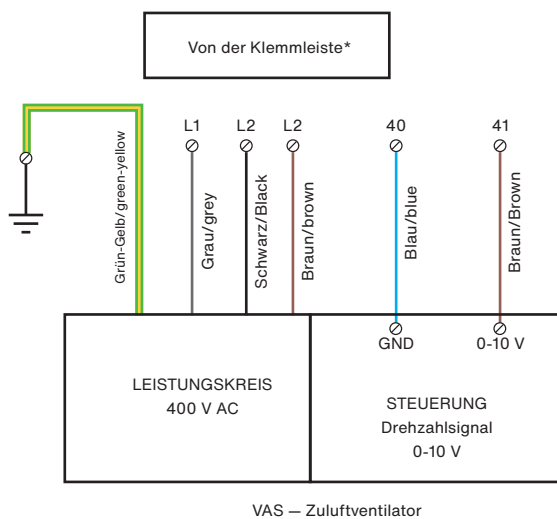 Von der Klemmleiste*
L1 L2 L2 40 41
Grün-Gelb/green-yellow
Grau/grey
Schwarz/Black
Braun/brown
Blau/blue
Braun/Brown
GND 0-10 V
LEISTUNGSKREIS
400 V AC
STEUERUNG
Drehzahlsignal
0-10 V
VAS — Zuluftventilator